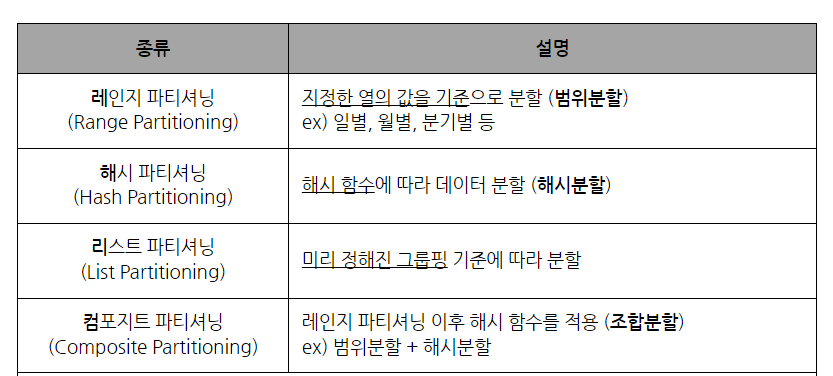 종류
설명
레인지 파티셔닝
(Range Partitioning)
지정한 열의 값을 기준으로 분할 (범위분할)
ex) 일별, 월별, 분기별 등
해시 파티셔닝
(Hash Partitioning)
해시 함수에 따라 데이터 분할 (해시분할)
리스트 파티셔닝
(List Partitioning)
미리 정해진 그룹핑 기준에 따라 분할
컴포지트 파티셔닝
(Composite Partitioning)
레인지 파티셔닝 이후 해시 함수를 적용 (조합분할)
ex) 범위분할 + 해시분할